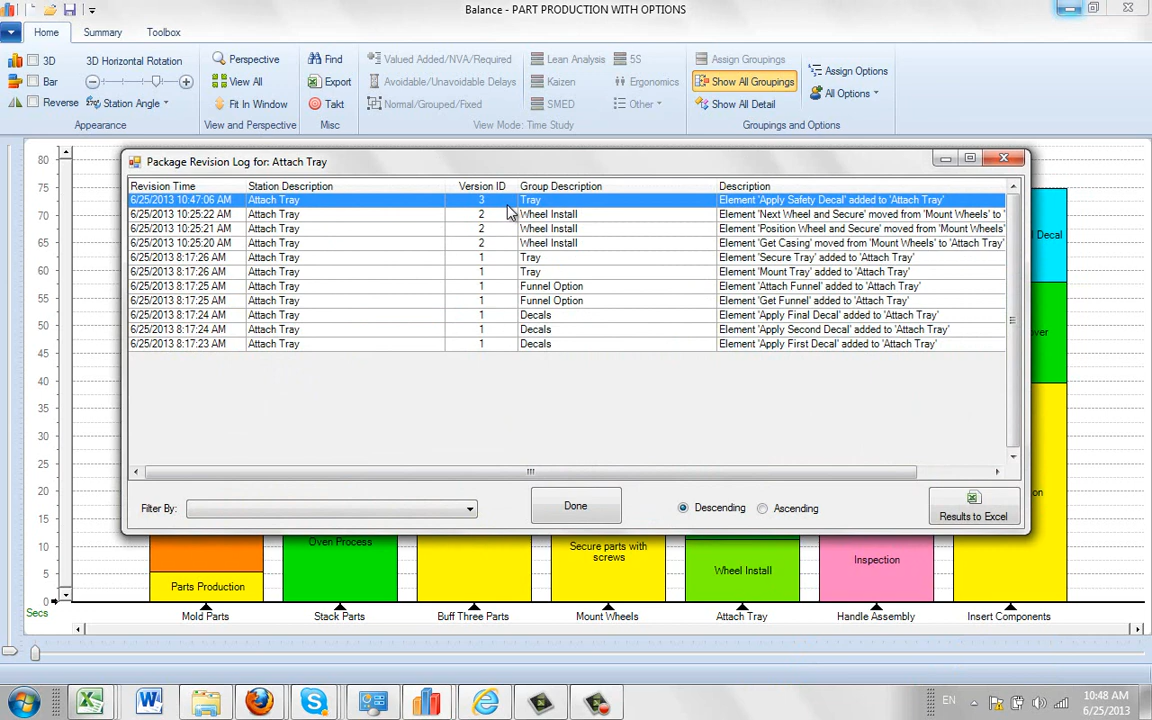 Balance - PART PRODUCTION WITH OPTIONS
Home Summary Toolbox
3D 3D Horizontal Rotation Perspective Find Valued Added/NVA/Required Lean Analysis 5S Assign Groupings Assign Options
Bar View All Export Avoidable/Unavoidable Delays Kaizen Ergonomics Show All Groupings All Options
Reverse Station Angle Fit In Window Takt Normal/Grouped/Fixed SMED Other Show All Detail
Appearance View and Perspective Misc View Mode: Time Study Groupings and Options
Package Revision Log for: Attach Tray
Revision Time Station Description Version ID Group Description Description
6/25/2013 10:47:06 AM Attach Tray 3 Tray Element 'Apply Safety Decal' added to 'Attach Tray'
6/25/2013 10:25:22 AM Attach Tray 2 Wheel Install Element 'Next Wheel and Secure' moved from 'Mount Wheels' to '
6/25/2013 10:25:21 AM Attach Tray 2 Wheel Install Element 'Position Wheel and Secure' moved from 'Mount Wheels'
6/25/2013 10:25:20 AM Attach Tray 2 Wheel Install Element 'Get Casing' moved from 'Mount Wheels' to 'Attach Tray'
6/25/2013 8:17:26 AM Attach Tray 1 Tray Element 'Secure Tray' added to 'Attach Tray'
6/25/2013 8:17:26 AM Attach Tray 1 Tray Element 'Mount Tray' added to 'Attach Tray'
6/25/2013 8:17:25 AM Attach Tray 1 Funnel Option Element 'Attach Funnel' added to 'Attach Tray'
6/25/2013 8:17:25 AM Attach Tray 1 Funnel Option Element 'Get Funnel' added to 'Attach Tray'
6/25/2013 8:17:24 AM Attach Tray 1 Decals Element 'Apply Final Decal' added to 'Attach Tray'
6/25/2013 8:17:24 AM Attach Tray 1 Decals Element 'Apply Second Decal' added to 'Attach Tray'
6/25/2013 8:17:23 AM Attach Tray 1 Decals Element 'Apply First Decal' added to 'Attach Tray'
Filter By: Done Descending Ascending Results to Excel
80
75
70
65
60
55
50
45
40
35
30
25
20
15
10
5
0
Secs
Decal
over
on
Parts Production
Oven Process
Secure parts with
screws
Wheel Install
Inspection
Mold Parts Stack Parts Buff Three Parts Mount Wheels Attach Tray Handle Assembly Insert Components
EN 10:48 AM
6/25/2013